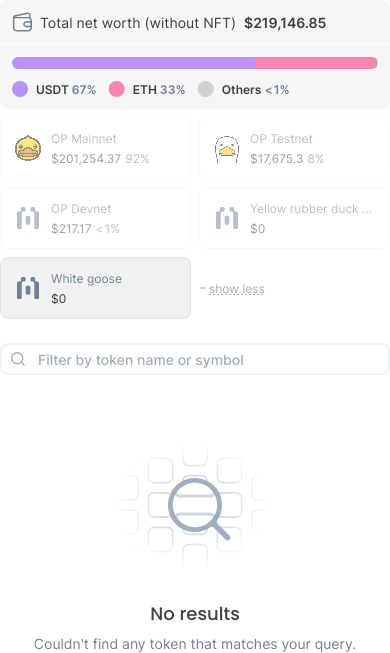 Total net worth (without NFT) $219,146.85
USDT 67% ETH 33% Others <1%
OP Mainnet
$201,254.37 92%
OP Testnet
$17,675.3 8%
OP Devnet
$217.17 <1%
Yellow rubber duck ...
$0
White goose
$0
– show less
Filter by token name or symbol
No results
Couldn't find any token that matches your query.